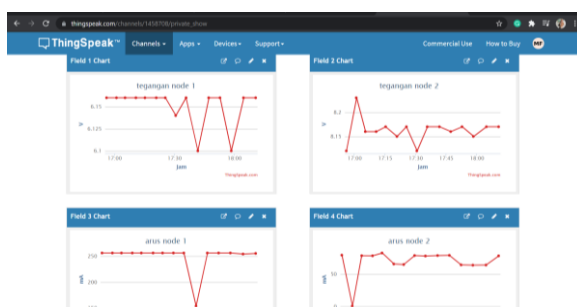 thingspeak.com/channels/1458708/private_show
ThingSpeak™ Channels Apps Devices Support Commercial Use How to Buy MF
Field 1 Chart
tegangan node 1
6.15
6.125
6.1
V
17:00 17:30 18:00
jam
ThingSpeak.com
Field 2 Chart
tegangan node 2
6.2
6.15
V
17:00 17:15 17:30 17:45 18:00
jam
ThingSpeak.com
Field 3 Chart
arus node 1
250
200
mA
Field 4 Chart
arus node 2
50
0
mA